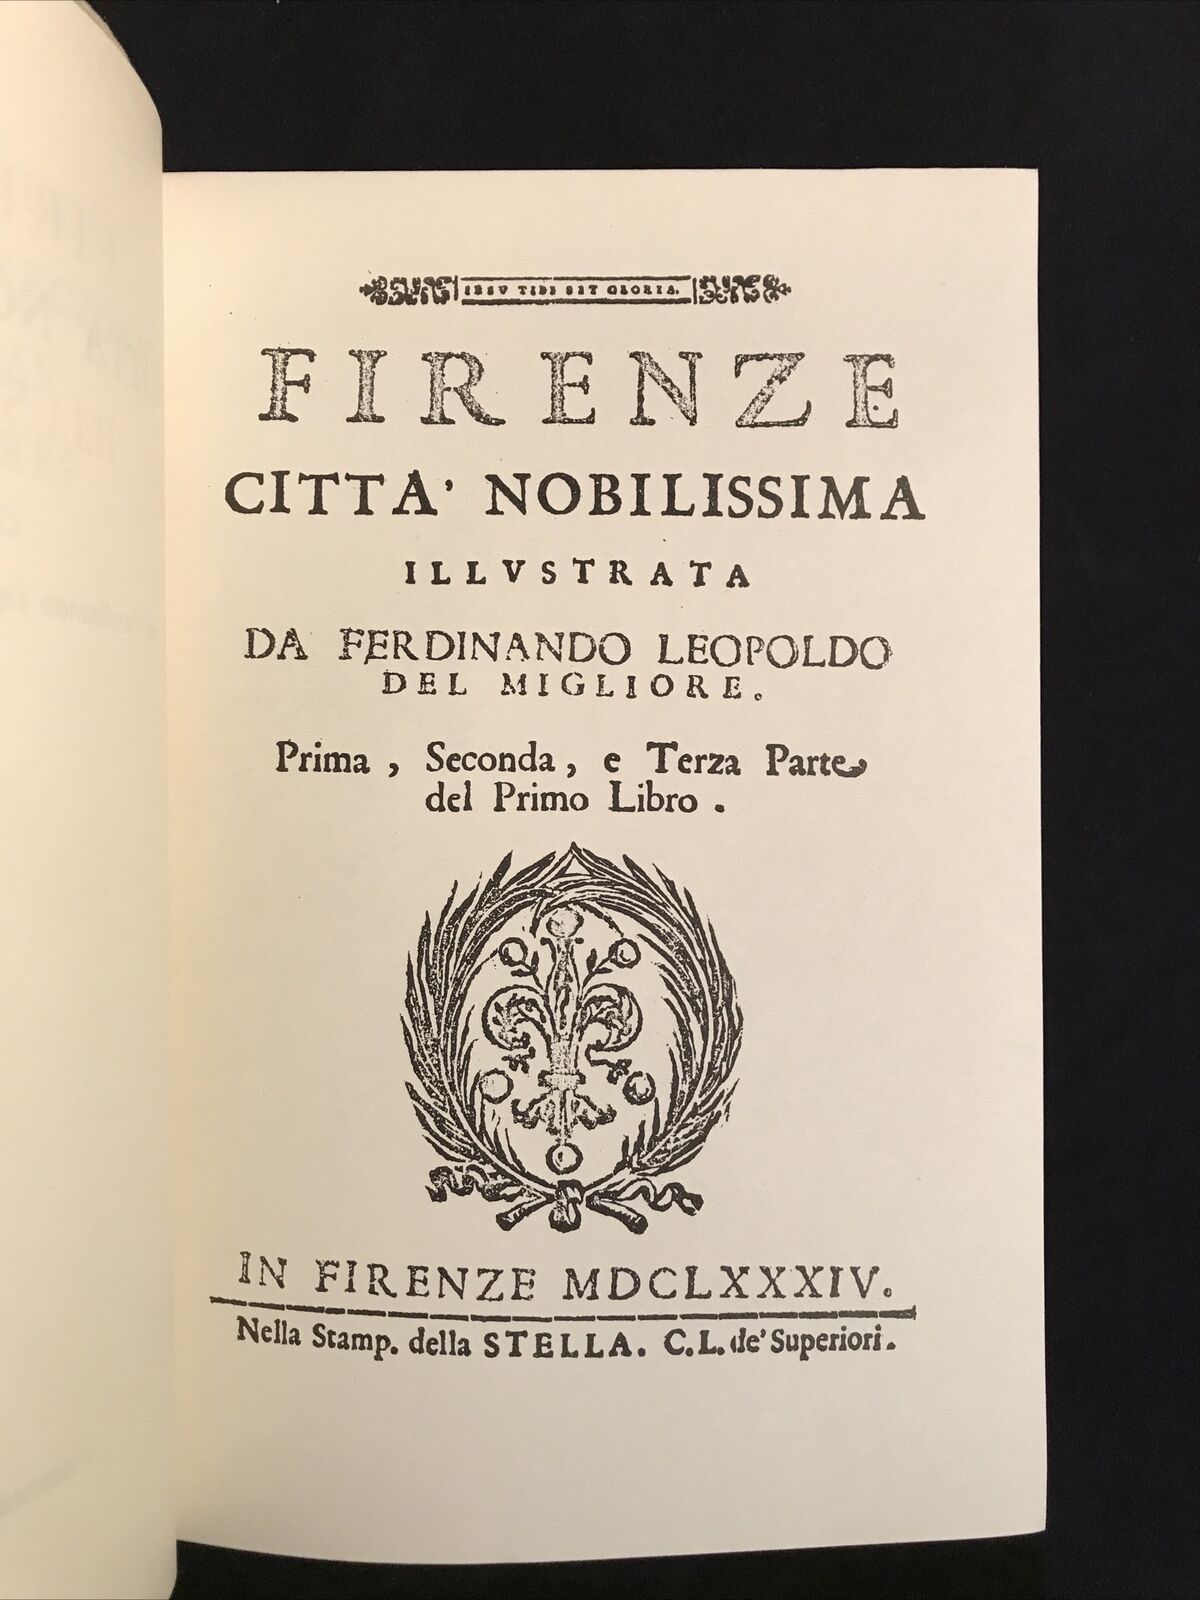 IESV TIBI SIT GLORIA.
FIRENZE
CITTA' NOBILISSIMA
ILLVSTRATA
DA FERDINANDO LEOPOLDO
DEL MIGLIORE.
Prima, Seconda, e Terza Parte
del Primo Libro.
IN FIRENZE MDCLXXXIV.
Nella Stamp. della STELLA. C.L. de' Superiori.